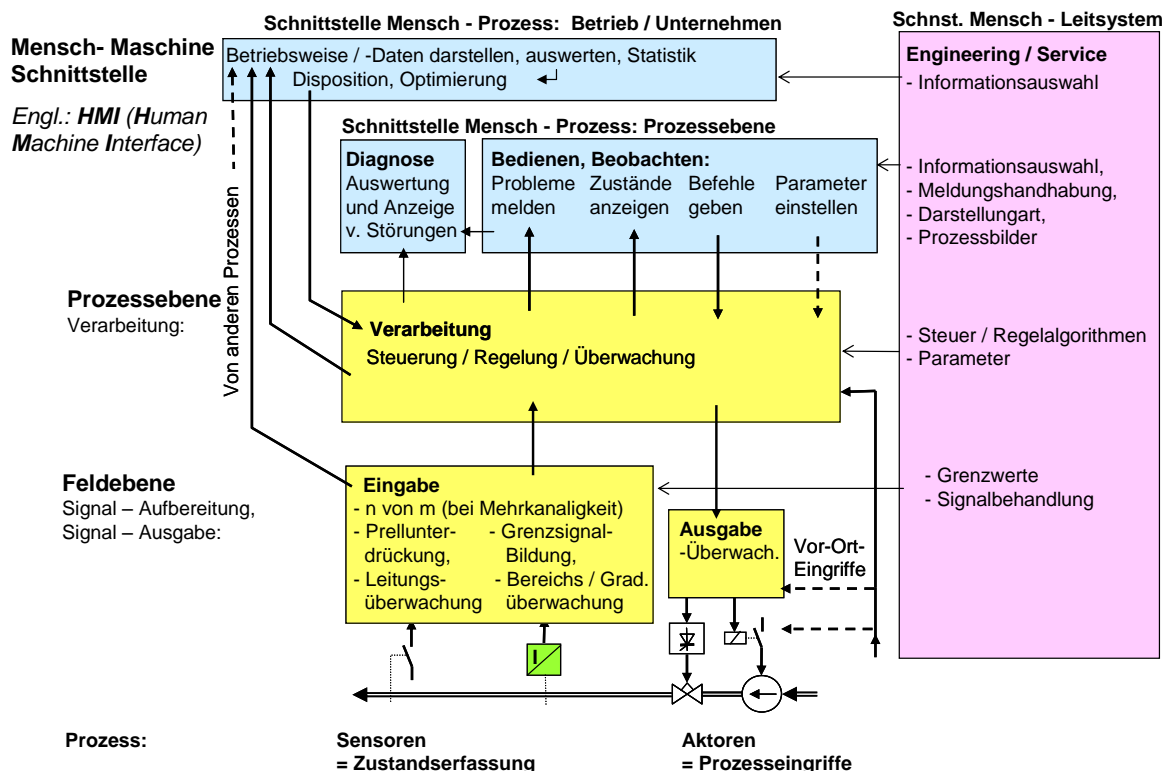 Schnittstelle Mensch - Prozess:  Betrieb / Unternehmen
Schnst. Mensch - Leitsystem
Mensch- Maschine
Schnittstelle
Engl.: HMI (Human
Machine Interface)
Betriebsweise / -Daten darstellen, auswerten, Statistik
Disposition, Optimierung
Engineering / Service
- Informationsauswahl
Schnittstelle Mensch - Prozess: Prozessebene
Diagnose
Auswertung
und Anzeige
v. Störungen
Bedienen, Beobachten:
Probleme
melden
Zustände
anzeigen
Befehle
geben
Parameter
einstellen
- Informationsauswahl,
- Meldungshandhabung,
- Darstellungart,
- Prozessbilder
Von anderen Prozessen
Prozessebene
Verarbeitung:
Verarbeitung
Steuerung / Regelung / Überwachung
- Steuer / Regelalgorithmen
- Parameter
Feldebene
Signal – Aufbereitung,
Signal – Ausgabe:
Eingabe
- n von m (bei Mehrkanaligkeit)
- Prellunter-
drückung,
- Leitungs-
überwachung
- Grenzsignal-
Bildung,
- Bereichs / Grad.
überwachung
Ausgabe
-Überwach.
Vor-Ort-
Eingriffe
- Grenzwerte
- Signalbehandlung
I
Prozess:
Sensoren
= Zustandserfassung
Aktoren
= Prozesseingriffe